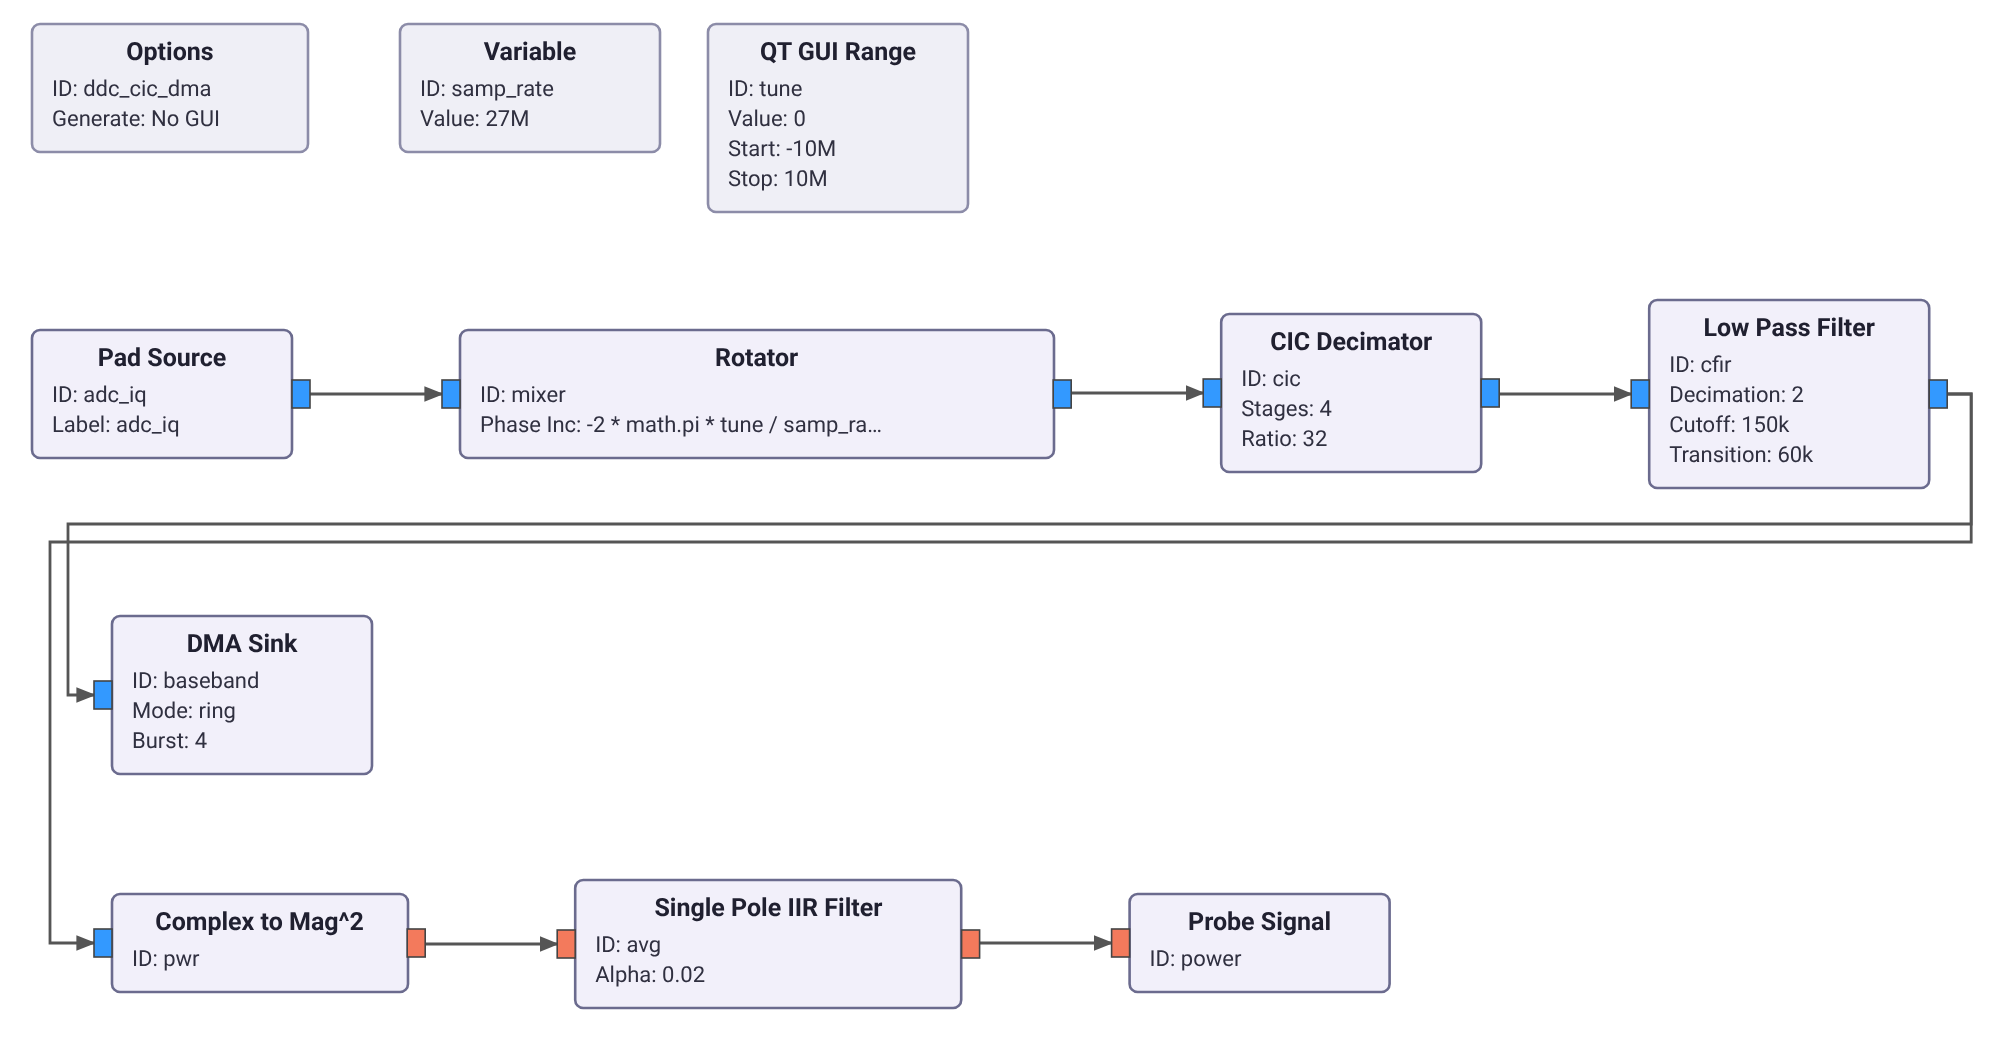 Options
ID: ddc_cic_dma
Generate: No GUI
Variable
ID: samp_rate
Value: 27M
QT GUI Range
ID: tune
Value: 0
Start: -10M
Stop: 10M
Pad Source
ID: adc_iq
Label: adc_iq
Rotator
ID: mixer
Phase Inc: -2 * math.pi * tune / samp_ra...
CIC Decimator
ID: cic
Stages: 4
Ratio: 32
Low Pass Filter
ID: cfir
Decimation: 2
Cutoff: 150k
Transition: 60k
DMA Sink
ID: baseband
Mode: ring
Burst: 4
Complex to Mag^2
ID: pwr
Single Pole IIR Filter
ID: avg
Alpha: 0.02
Probe Signal
ID: power